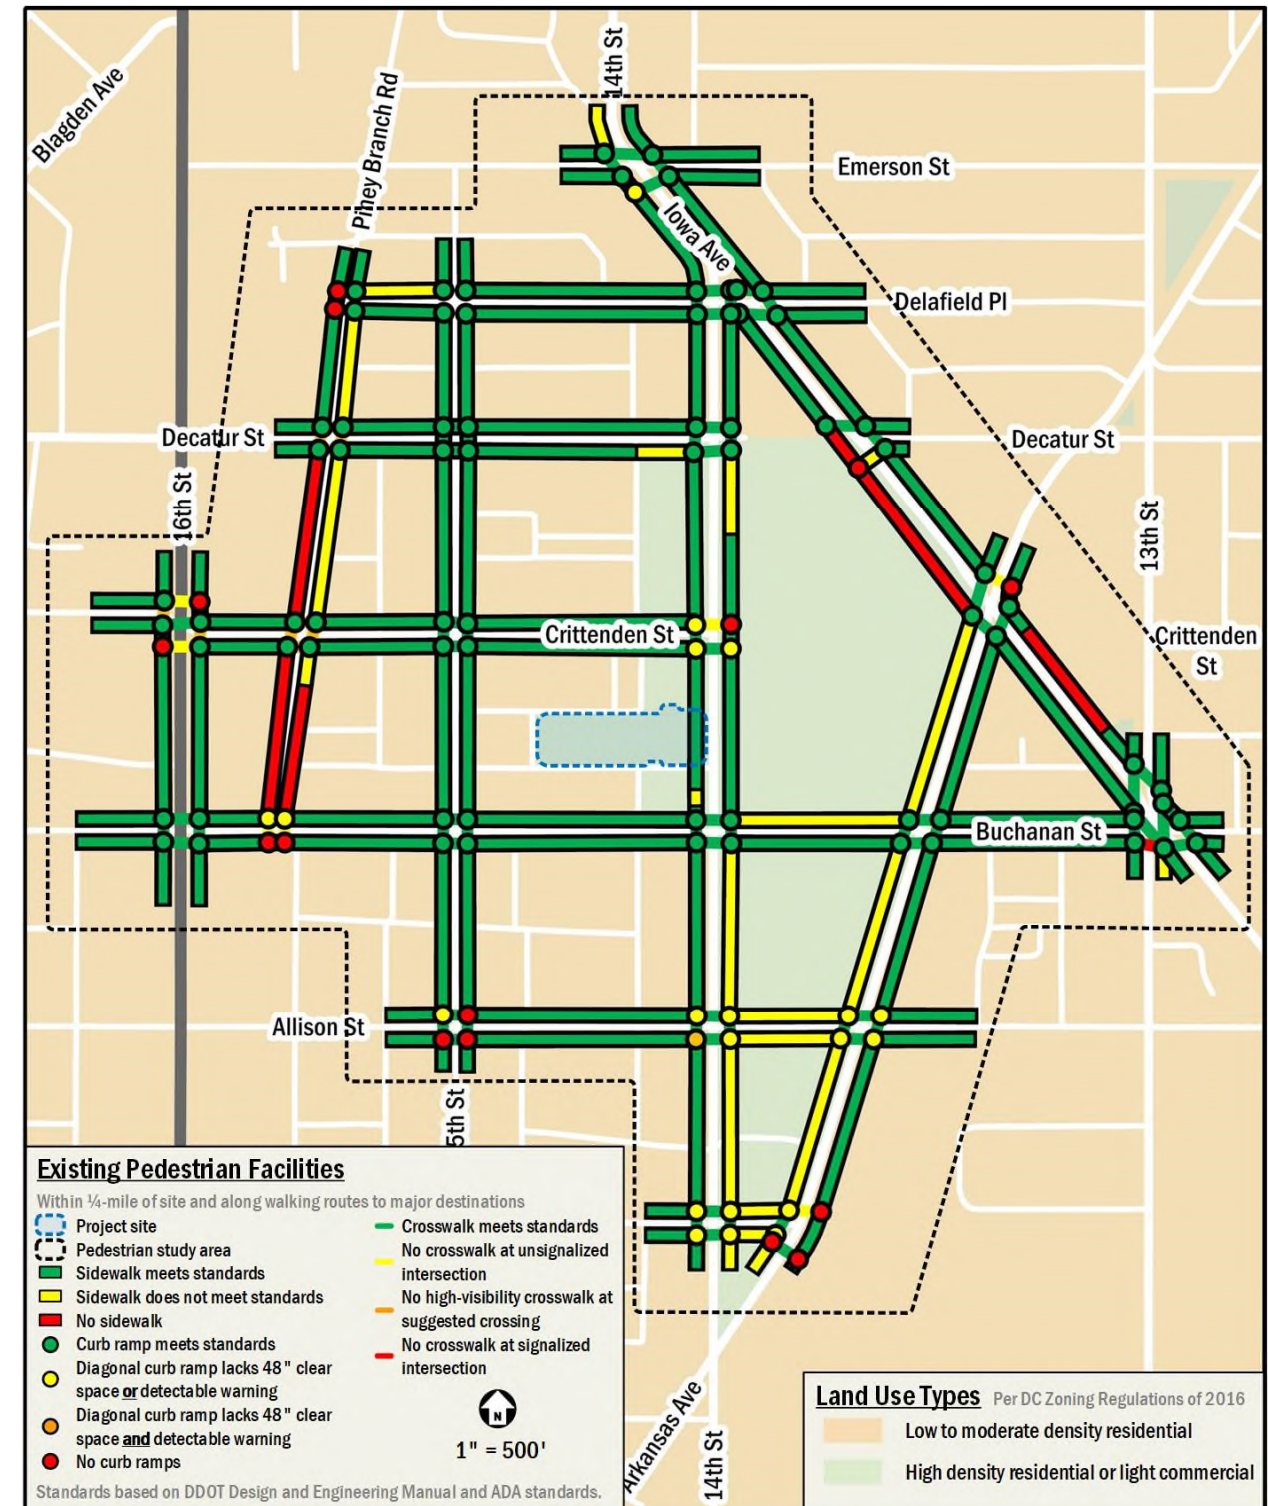 14th St
Blagden Ave
Piney Branch Rd
Emerson St
Iowa Ave
Delafield Pl
Decatur St
Decatur St
16th St
13th St
Crittenden St
Crittenden
St
Buchanan St
Allison St
5th St
Arkansas Ave
14th St
Existing Pedestrian Facilities
Within ¼-mile of site and along walking routes to major destinations
Project site
Pedestrian study area
Sidewalk meets standards
Sidewalk does not meet standards
No sidewalk
Curb ramp meets standards
Diagonal curb ramp lacks 48" clear
space or detectable warning
Diagonal curb ramp lacks 48" clear
space and detectable warning
No curb ramps
Crosswalk meets standards
No crosswalk at unsignalized
intersection
No high-visibility crosswalk at
suggested crossing
No crosswalk at signalized
intersection
N
1" = 500'
Standards based on DDOT Design and Engineering Manual and ADA standards.
Land Use Types Per DC Zoning Regulations of 2016
Low to moderate density residential
High density residential or light commercial